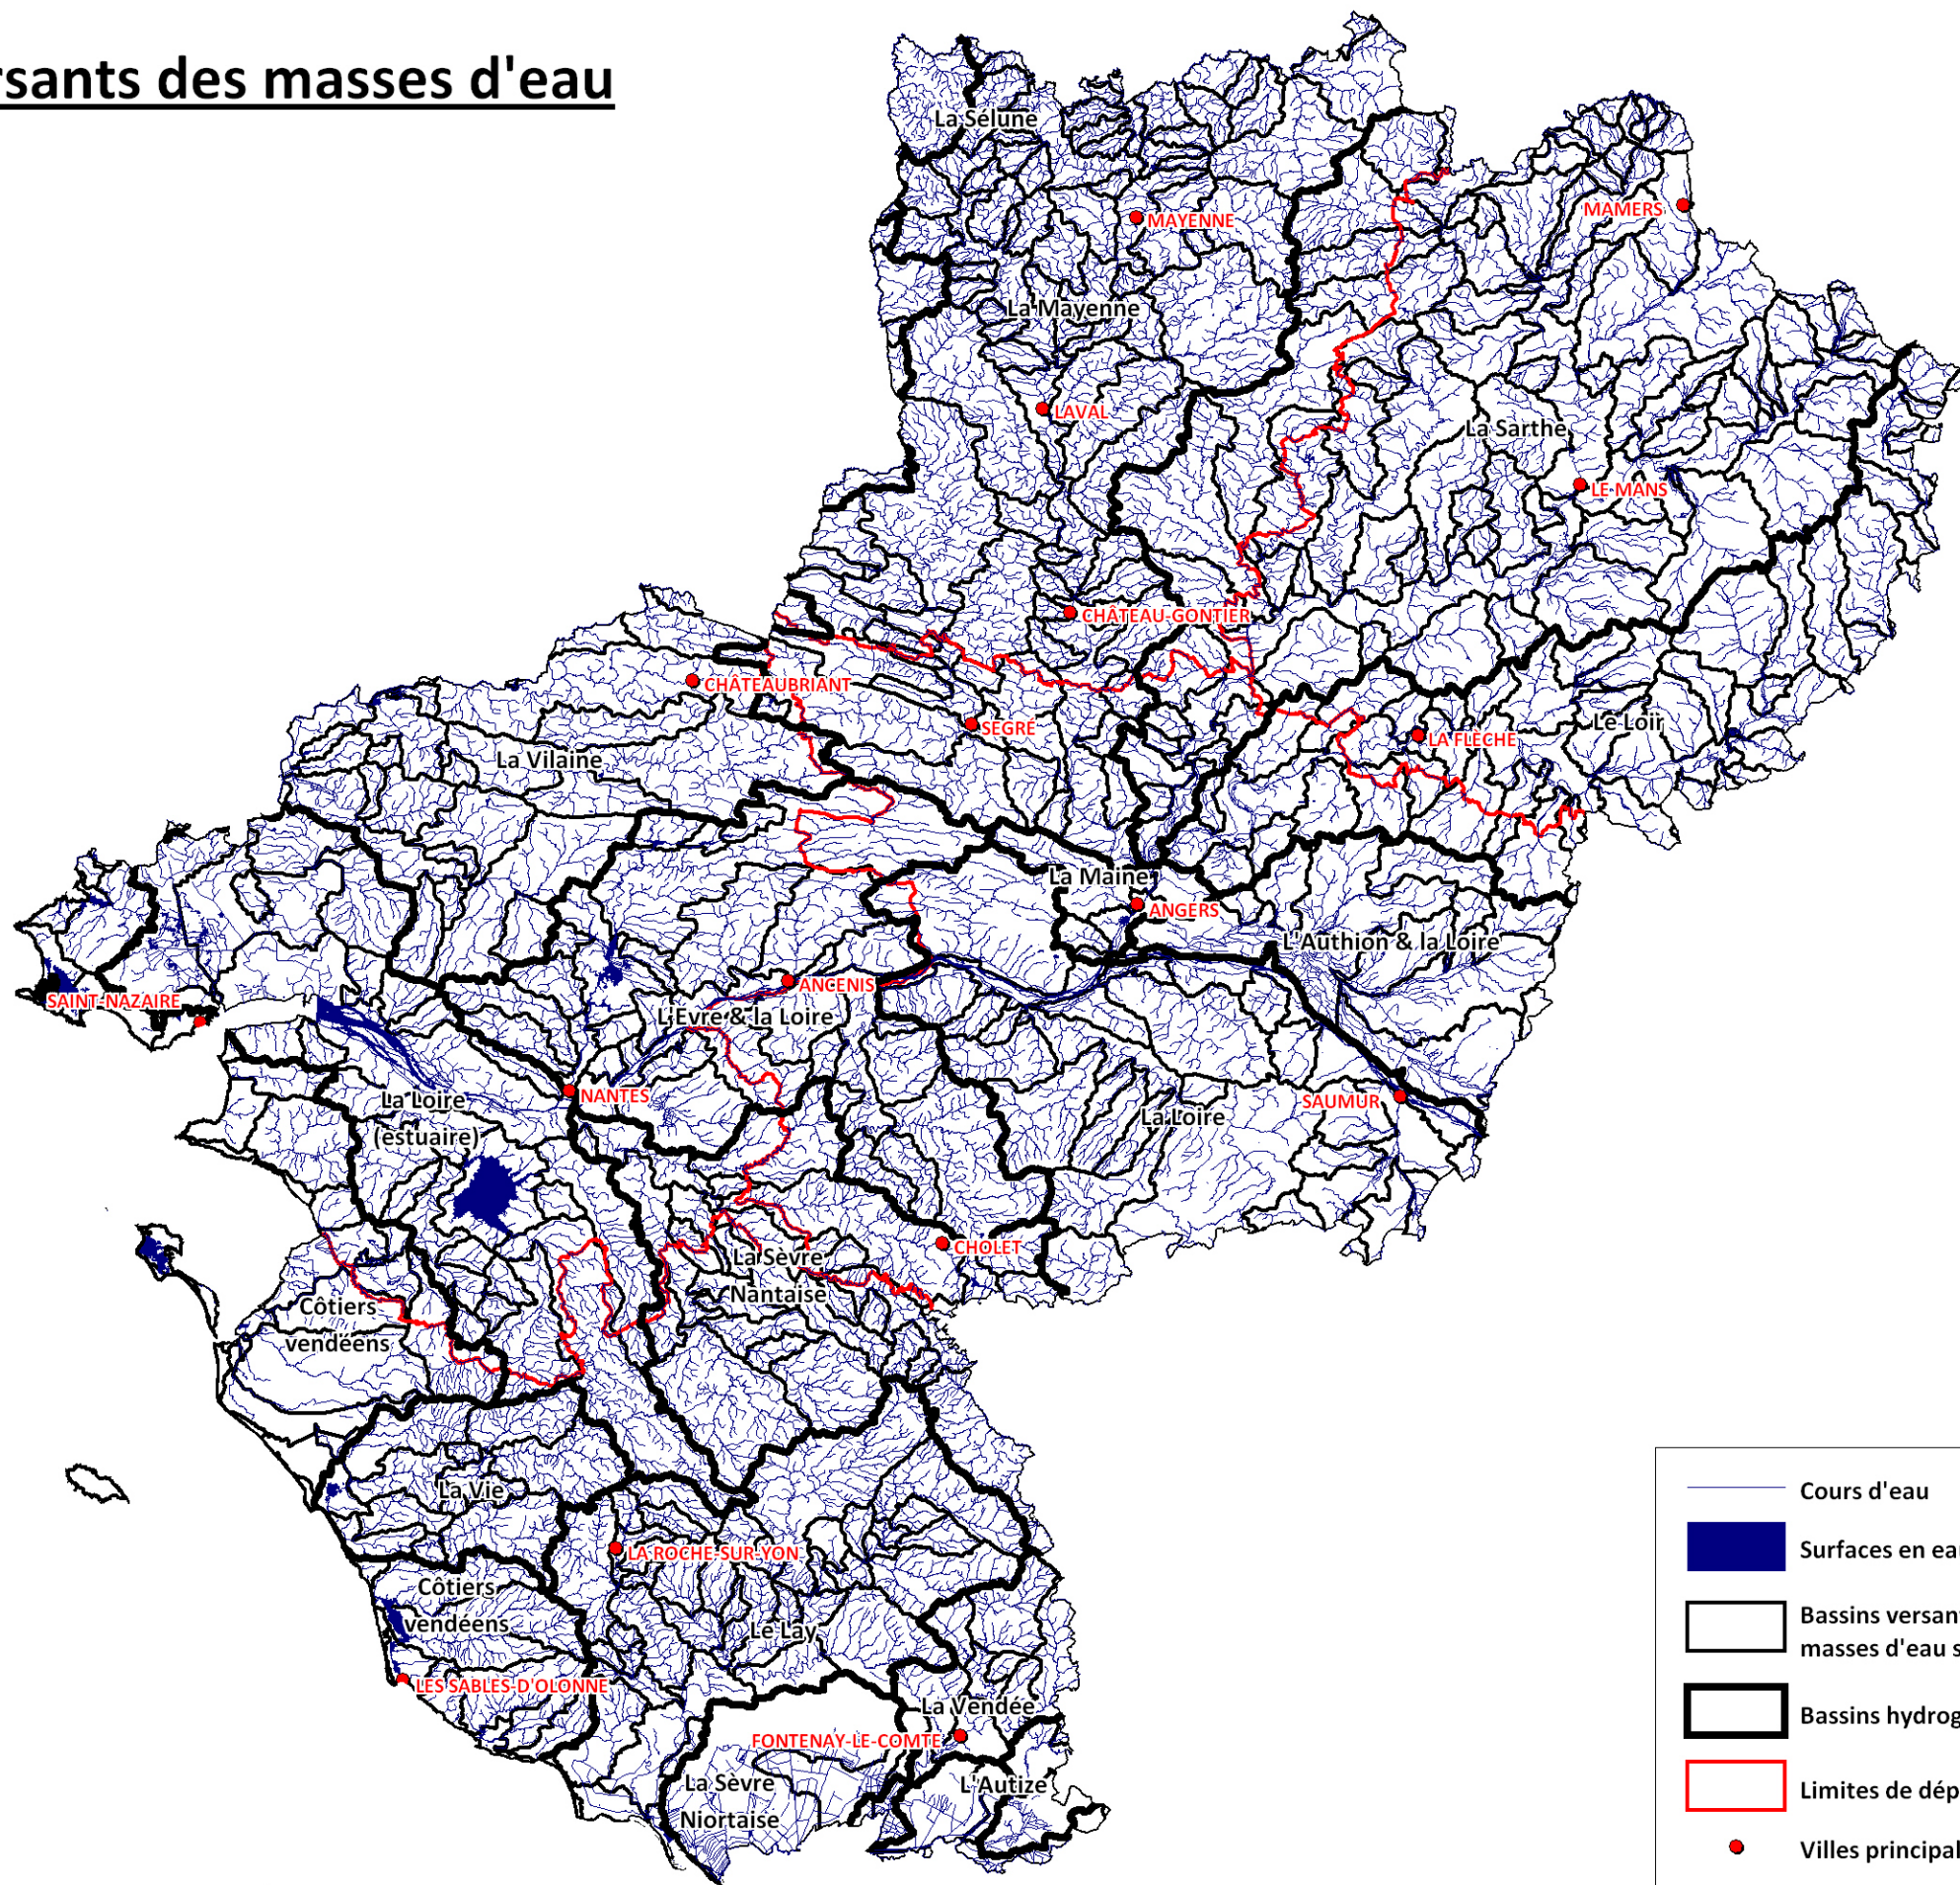 rsants des masses d'eau
La Sélune
MAYENNE
MAMERS
La Mayenne
LAVAL
La Sarthe
LE MANS
CHÂTEAU-GONTIER
CHÂTEAUBRIANT
SEGRÉ
LA FLÈCHE
Le Loir
La Vilaine
La Maine
ANGERS
L'Authion & la Loire
ANCENIS
SAINT-NAZAIRE
L'Evre & la Loire
NANTES
La Loire
(estuaire)
La Loire
SAUMUR
CHOLET
La Sèvre
Nantaise
Côtiers
vendéens
La Vie
LA ROCHE-SUR-YON
Côtiers
vendéens
Le Lay
LES SABLES-D'OLONNE
La Vendée
FONTENAY-LE-COMTE
La Sèvre
Niortaise
L'Autize
Cours d'eau
Surfaces en eau
Bassins versan
masses d'eau s
Bassins hydrog
Limites de dép
Villes principal